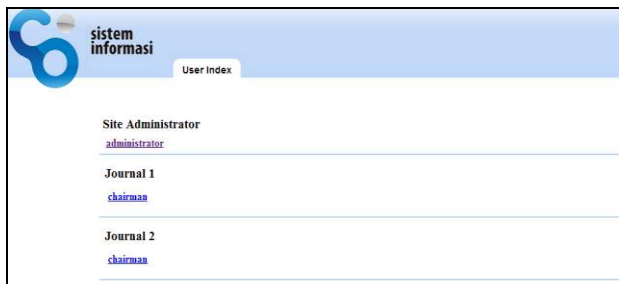 sistem
informasi
User Index
Site Administrator
administrator
Journal 1
chairman
Journal 2
chairman